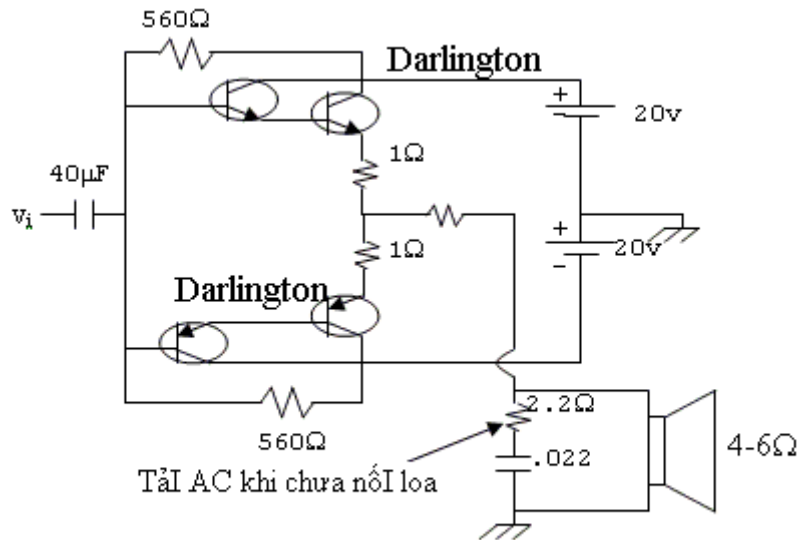 560Ω
Darlington
20v
1Ω
40µF
vi
1Ω
20v
Darlington
2.2Ω
560Ω
.022
4-6Ω
TảI AC khi chưa nốI loa